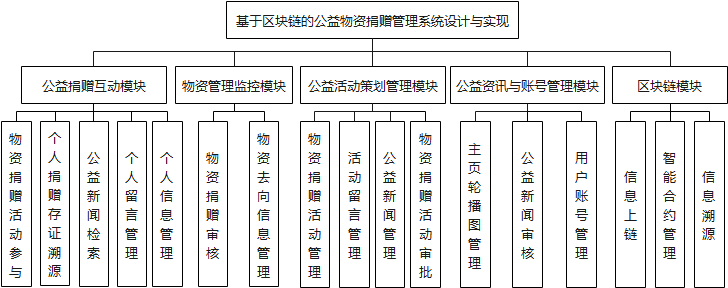 基于区块链的公益物资捐赠管理系统设计与实现
公益捐赠互动模块
物资管理监控模块
公益活动策划管理模块
公益资讯与账号管理模块
区块链模块
物资捐赠活动参与
个人捐赠存证溯源
公益新闻检索
个人留言管理
个人信息管理
物资捐赠审核
物资去向信息管理
物资捐赠活动管理
活动留言管理
公益新闻管理
物资捐赠活动审批
主页轮播图管理
公益新闻审核
用户账号管理
信息上链
智能合约管理
信息溯源